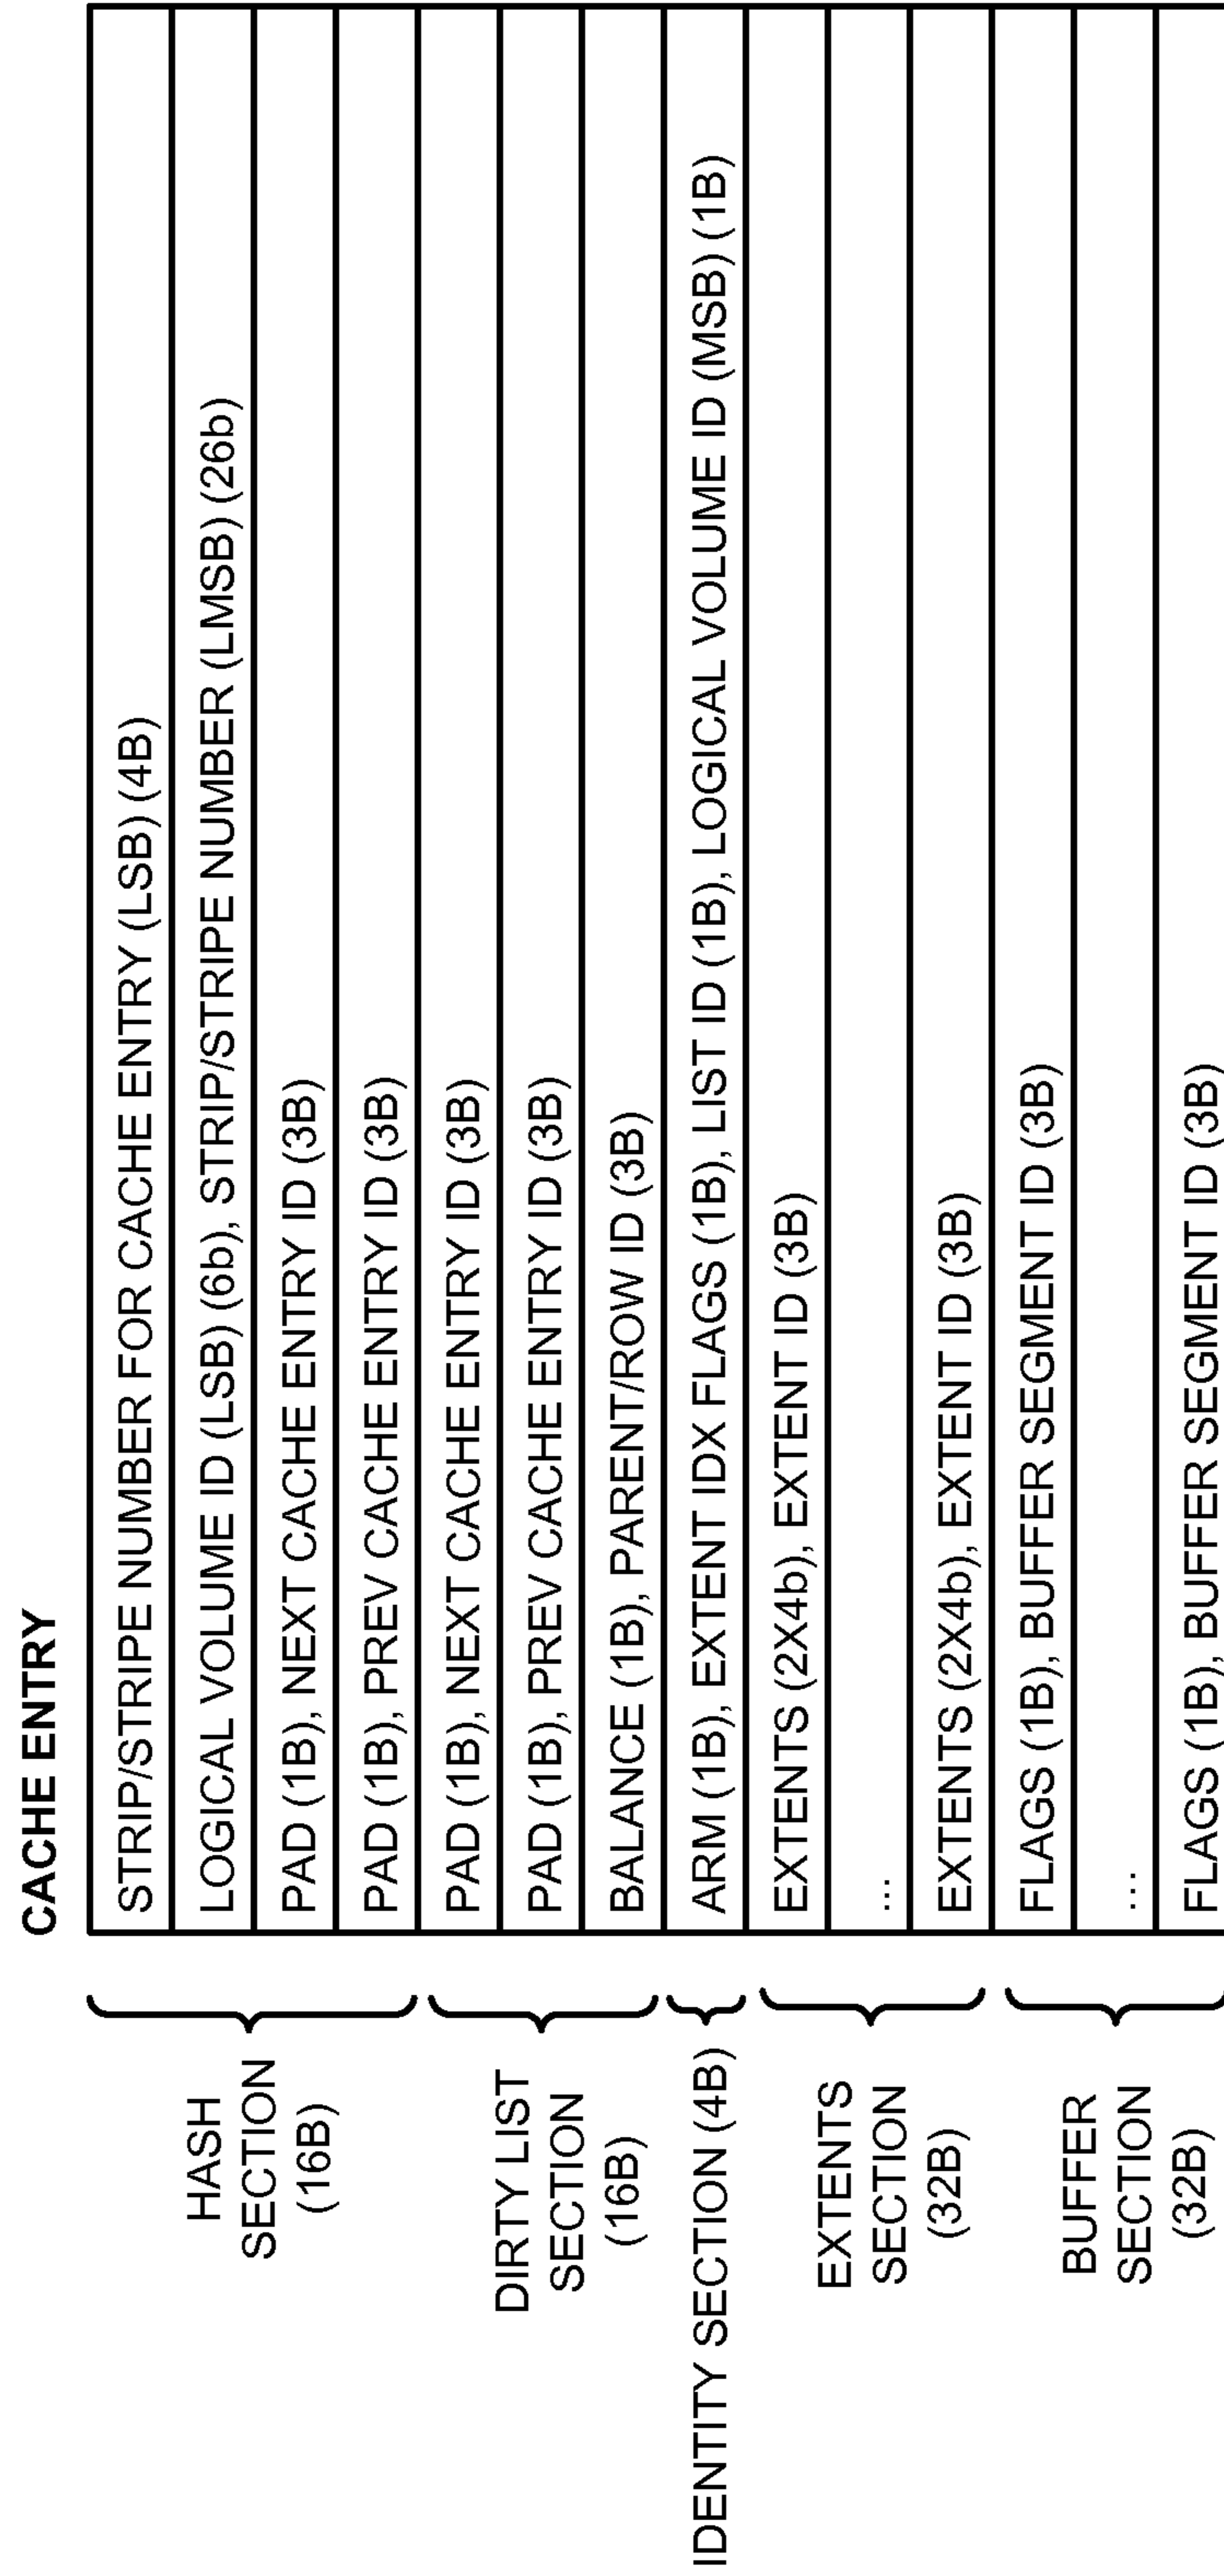 CACHE ENTRY
HASH
SECTION
(16B)
STRIP/STRIPE NUMBER FOR CACHE ENTRY (LSB) (4B)
LOGICAL VOLUME ID (LSB) (6b), STRIP/STRIPE NUMBER (LMSB) (26b)
PAD (1B), NEXT CACHE ENTRY ID (3B)
PAD (1B), PREV CACHE ENTRY ID (3B)
DIRTY LIST
SECTION
(16B)
PAD (1B), NEXT CACHE ENTRY ID (3B)
PAD (1B), PREV CACHE ENTRY ID (3B)
BALANCE (1B), PARENT/ROW ID (3B)
IDENTITY SECTION (4B)
ARM (1B), EXTENT IDX FLAGS (1B), LIST ID (1B), LOGICAL VOLUME ID (MSB) (1B)
EXTENTS
SECTION
(32B)
EXTENTS (2X4b), EXTENT ID (3B)
...
EXTENTS (2X4b), EXTENT ID (3B)
BUFFER
SECTION
(32B)
FLAGS (1B), BUFFER SEGMENT ID (3B)
...
FLAGS (1B), BUFFER SEGMENT ID (3B)